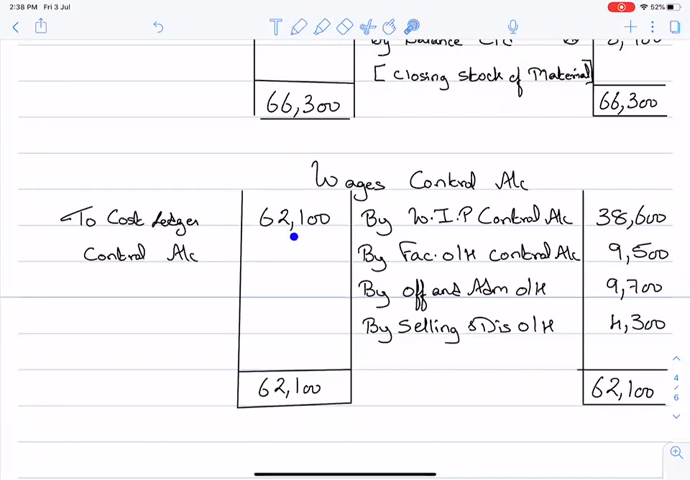 2:38 PM Fri 3 Jul
52%
By Balance C/d
[Closing Stock of Material]
66,300 66,300
Wages Control A/c
To Cost Ledger 62,100 By W.I.P Control A/c 38,600
Control A/c By Fac. o/H Control A/c 9,500
By off and Adm o/H 9,700
By Selling & Dis o/H 4,300
62,100 62,100
4
/
6